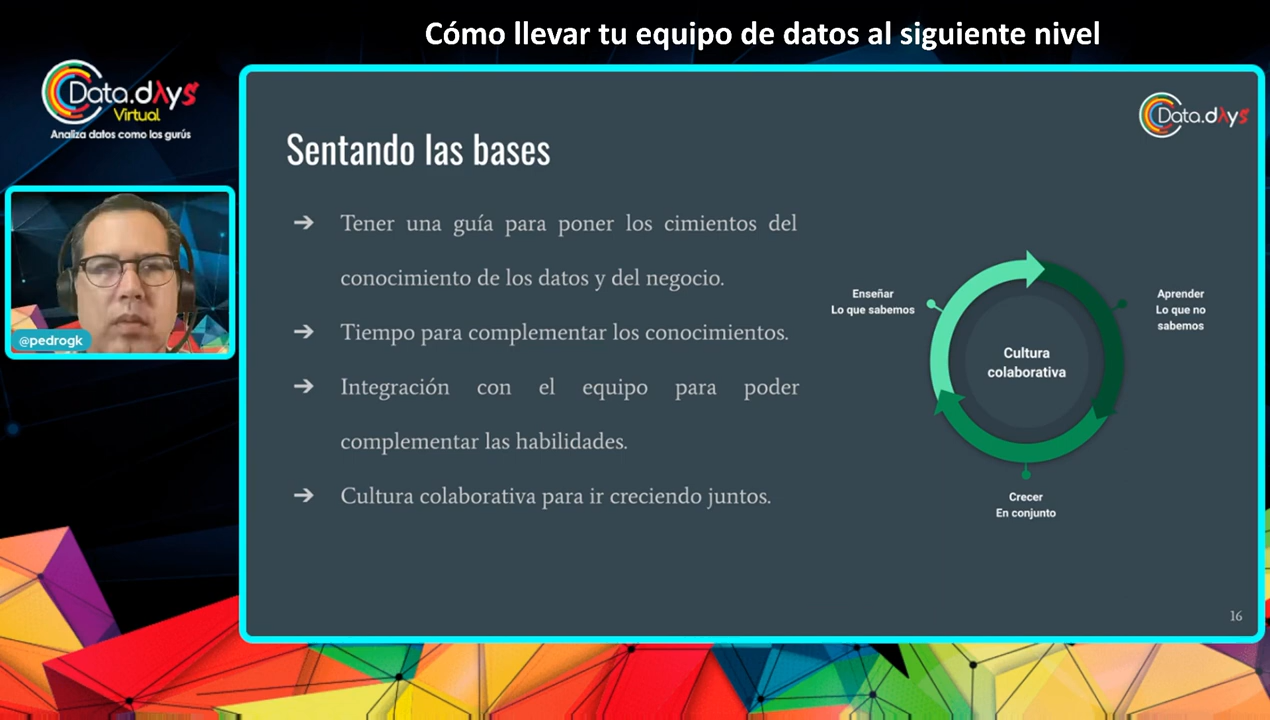 Cómo llevar tu equipo de datos al siguiente nivel
Data.dAys
Virtual
Analiza datos como los gurús
@pedrogk
Data.dAys
Sentando las bases
➔ Tener una guía para poner los cimientos del
conocimiento de los datos y del negocio.
➔ Tiempo para complementar los conocimientos.
➔ Integración con el equipo para poder
complementar las habilidades.
➔ Cultura colaborativa para ir creciendo juntos.
Enseñar
Lo que sabemos
Aprender
Lo que no
sabemos
Cultura
colaborativa
Crecer
En conjunto
16